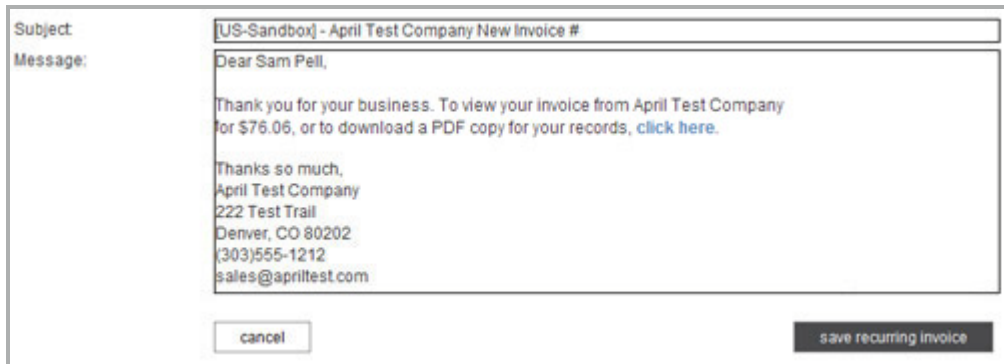 Subject:
[US-Sandbox] - April Test Company New Invoice #
Message:
Dear Sam Pell,
Thank you for your business. To view your invoice from April Test Company
for $76.06, or to download a PDF copy for your records, click here.
Thanks so much,
April Test Company
222 Test Trail
Denver, CO 80202
(303)555-1212
sales@apriltest.com
cancel
save recurring invoice